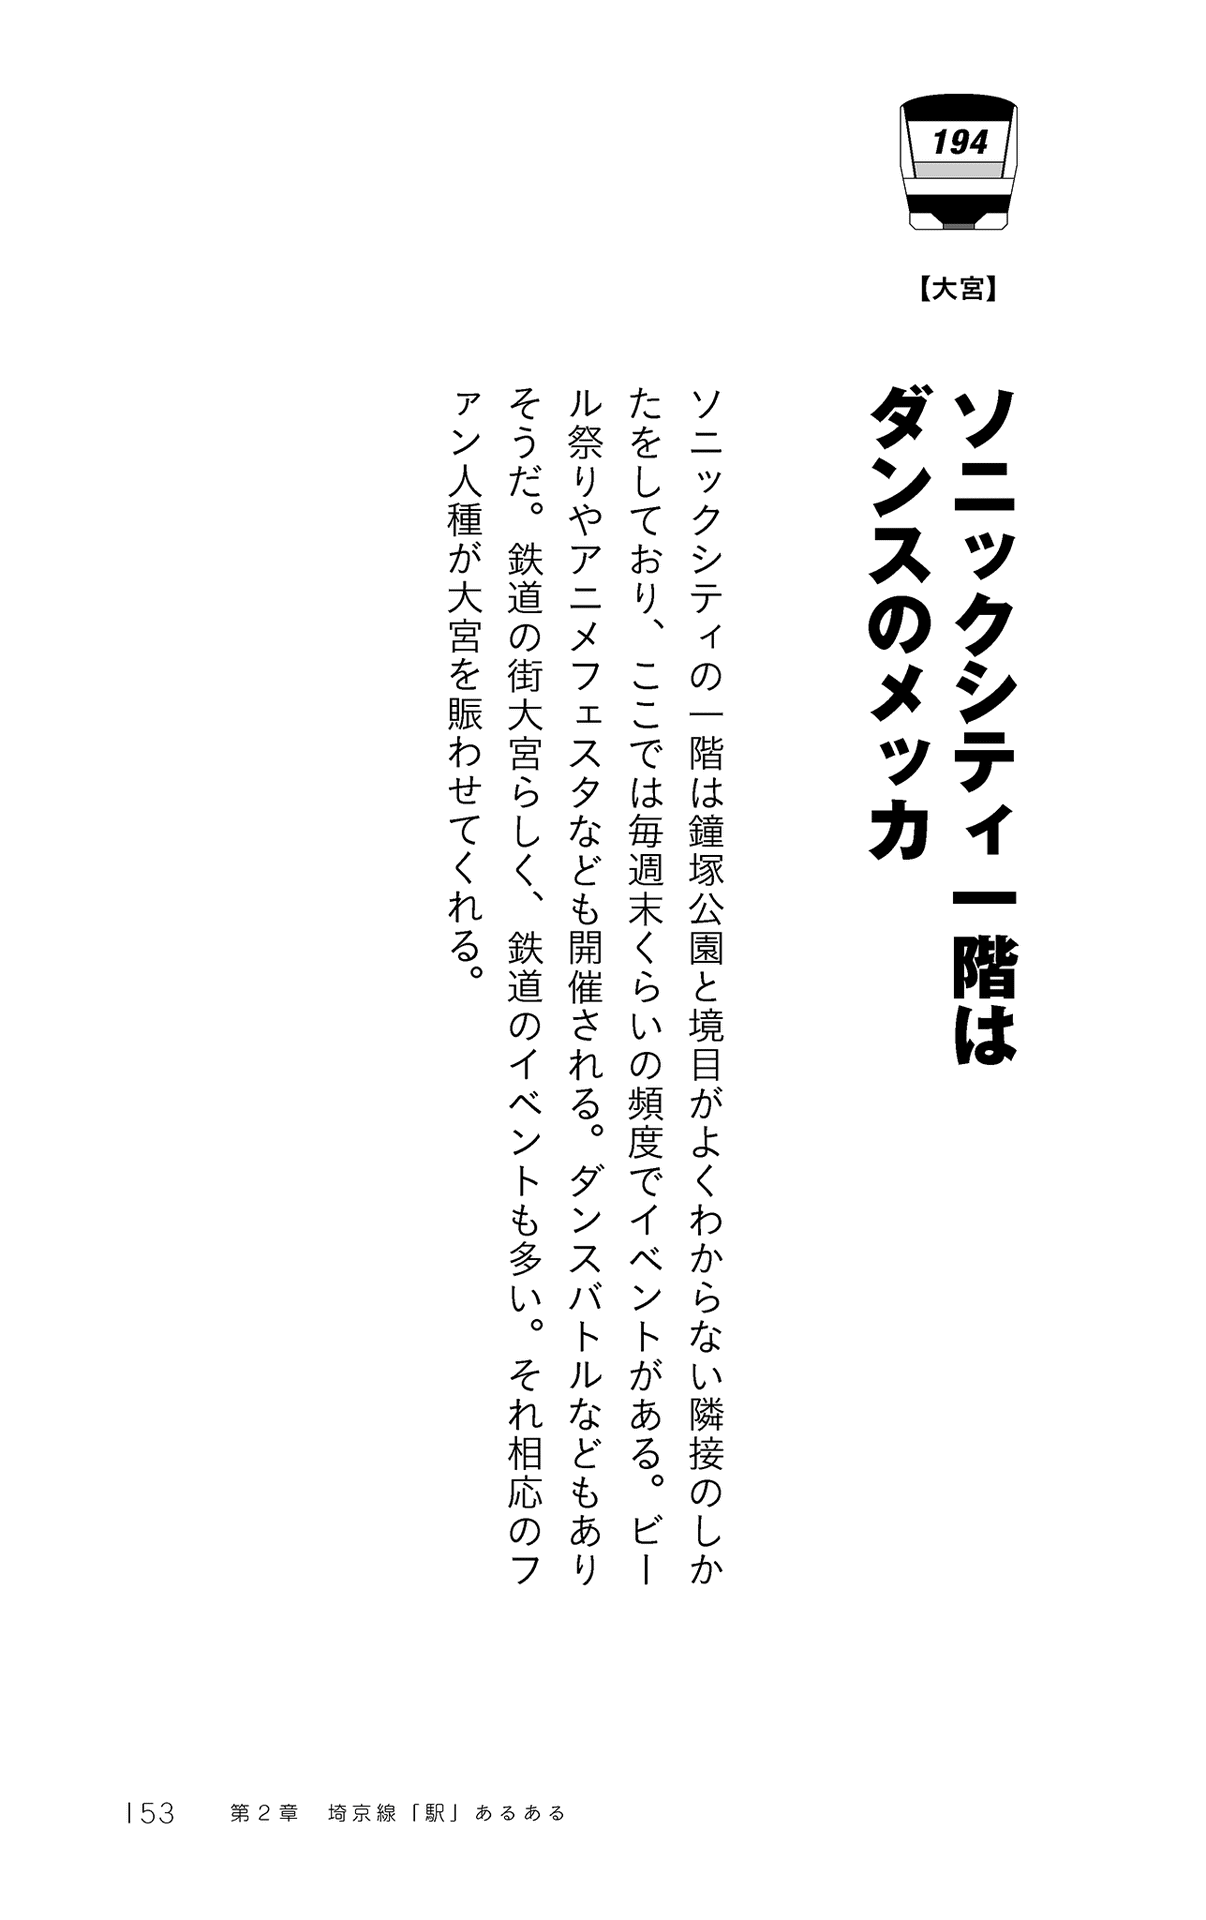 194
【大宮】
ソニックシティ一階は
ダンスのメッカ
ソニックシティの一階は鐘塚公園と境目がよくわからない隣接のしか
たをしており、ここでは毎週末くらいの頻度でイベントがある。ビー
ル祭りやアニメフェスタなども開催される。ダンスバトルなどもあり
そうだ。鉄道の街大宮らしく、鉄道のイベントも多い。それ相応のフ
ァン人種が大宮を賑わせてくれる。
153 第2章 埼京線「駅」あるある